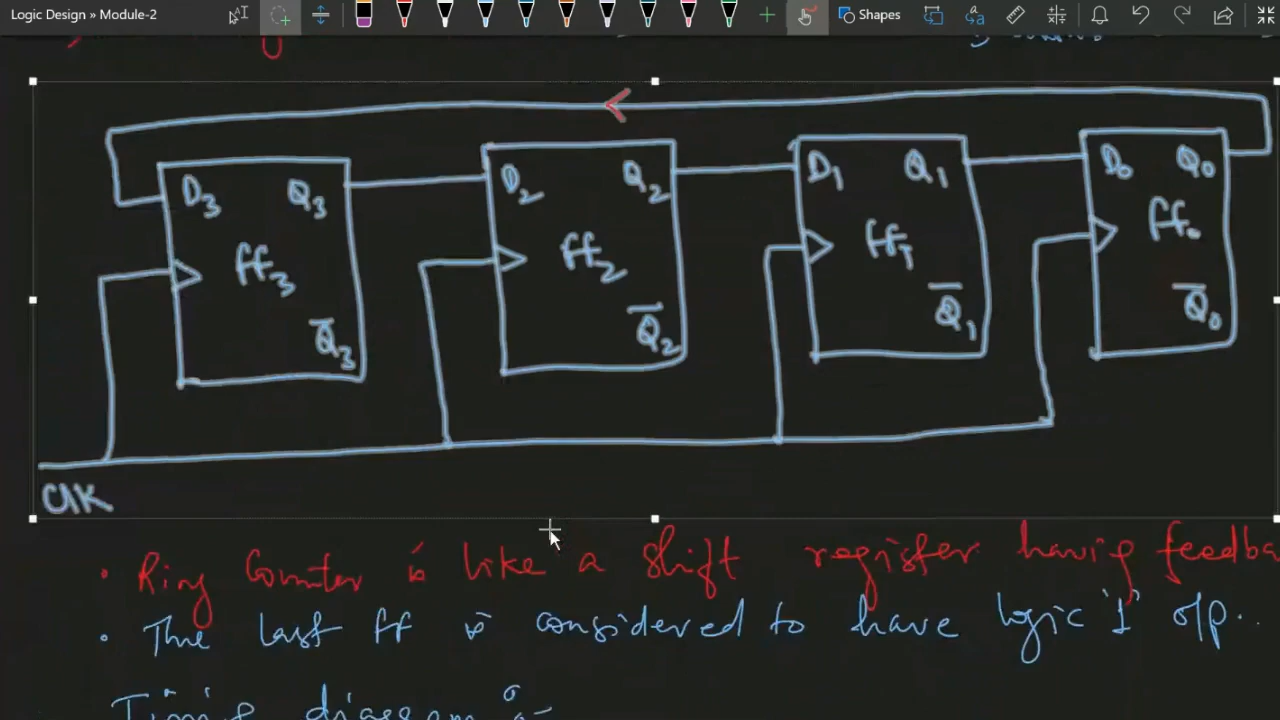 Logic Design » Module-2
Shapes
D₃ Q₃ D₂ Q₂ D₁ Q₁ D₀ Q₀
ff₃ ff₂ ff₁ ff₀
Q̅₃ Q̅₂ Q̅₁ Q̅₀
Clk
• Ring Counter is like a shift register having feedba
• The last ff is considered to have logic '1' o/p..
Timing diagram :-